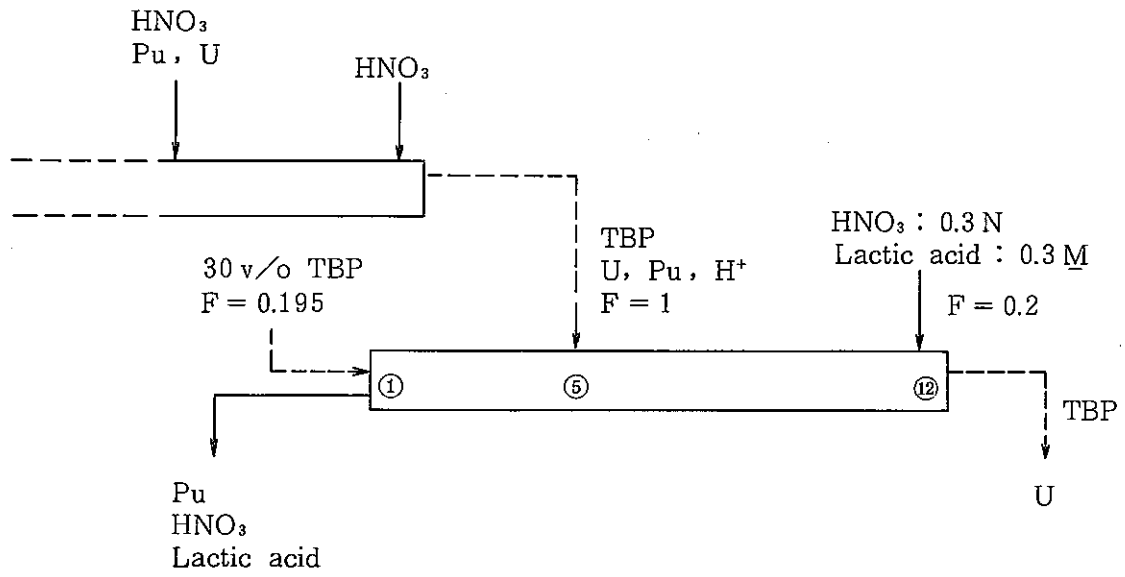 HNO₃
Pu, U
HNO₃
30 v/o TBP
F = 0.195
TBP
U, Pu, H⁺
F = 1
HNO₃ : 0.3 N
Lactic acid : 0.3 M
F = 0.2
① ⑤ ⑫
TBP
Pu
HNO₃
Lactic acid
U